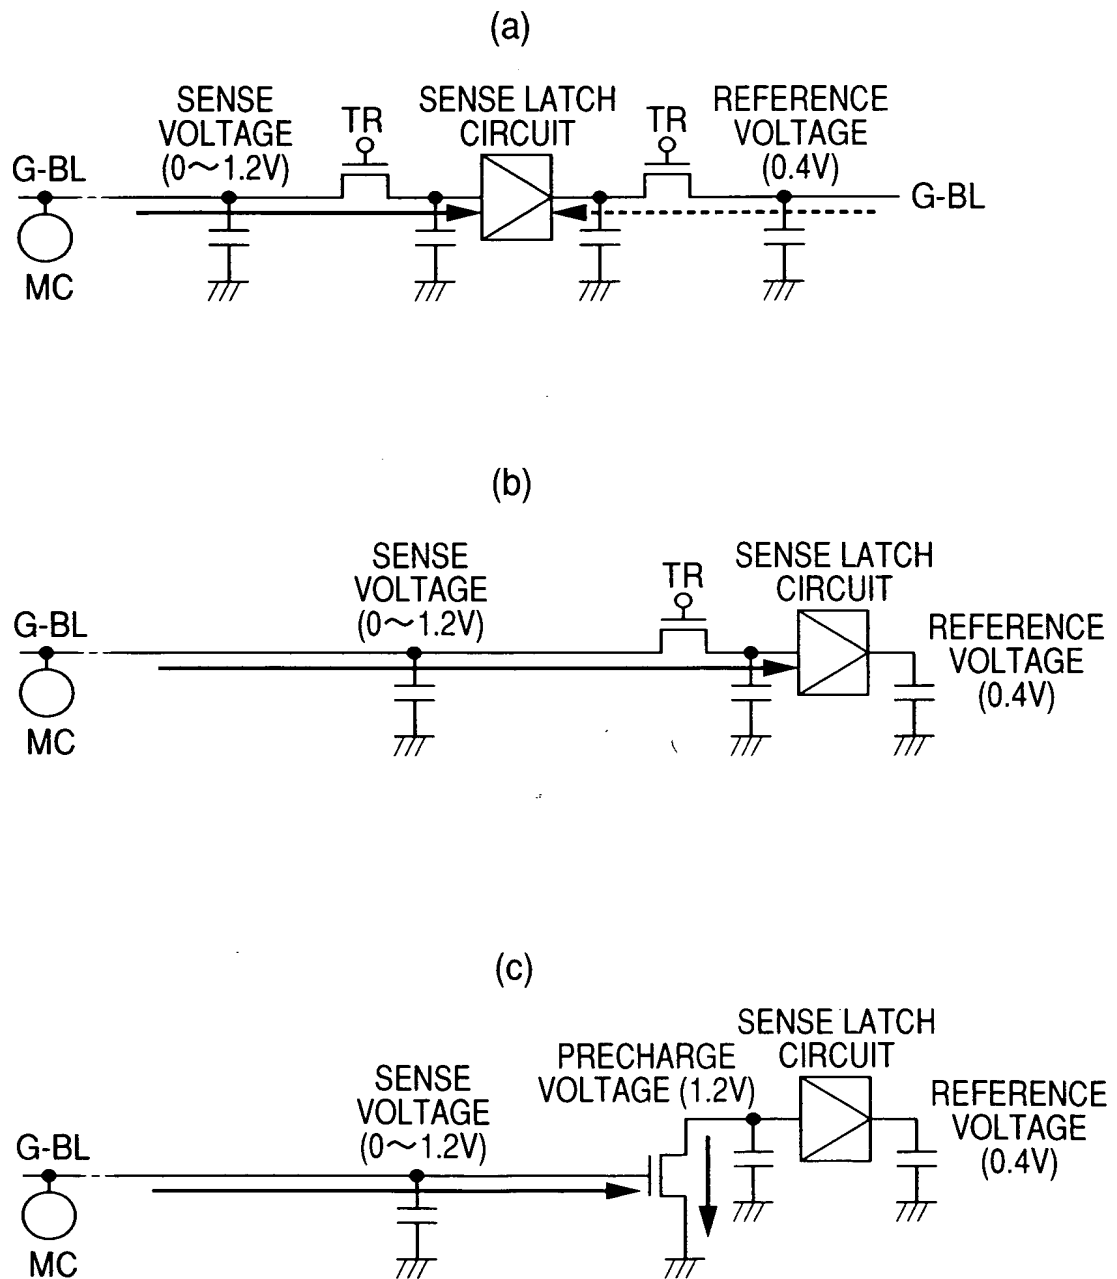 (a)
SENSE
VOLTAGE
(0～1.2V)
TR
SENSE LATCH
CIRCUIT
TR
REFERENCE
VOLTAGE
(0.4V)
G-BL
G-BL
MC
(b)
SENSE
VOLTAGE
(0～1.2V)
TR
SENSE LATCH
CIRCUIT
G-BL
REFERENCE
VOLTAGE
(0.4V)
MC
(c)
SENSE LATCH
CIRCUIT
PRECHARGE
VOLTAGE (1.2V)
SENSE
VOLTAGE
(0～1.2V)
REFERENCE
VOLTAGE
(0.4V)
G-BL
MC